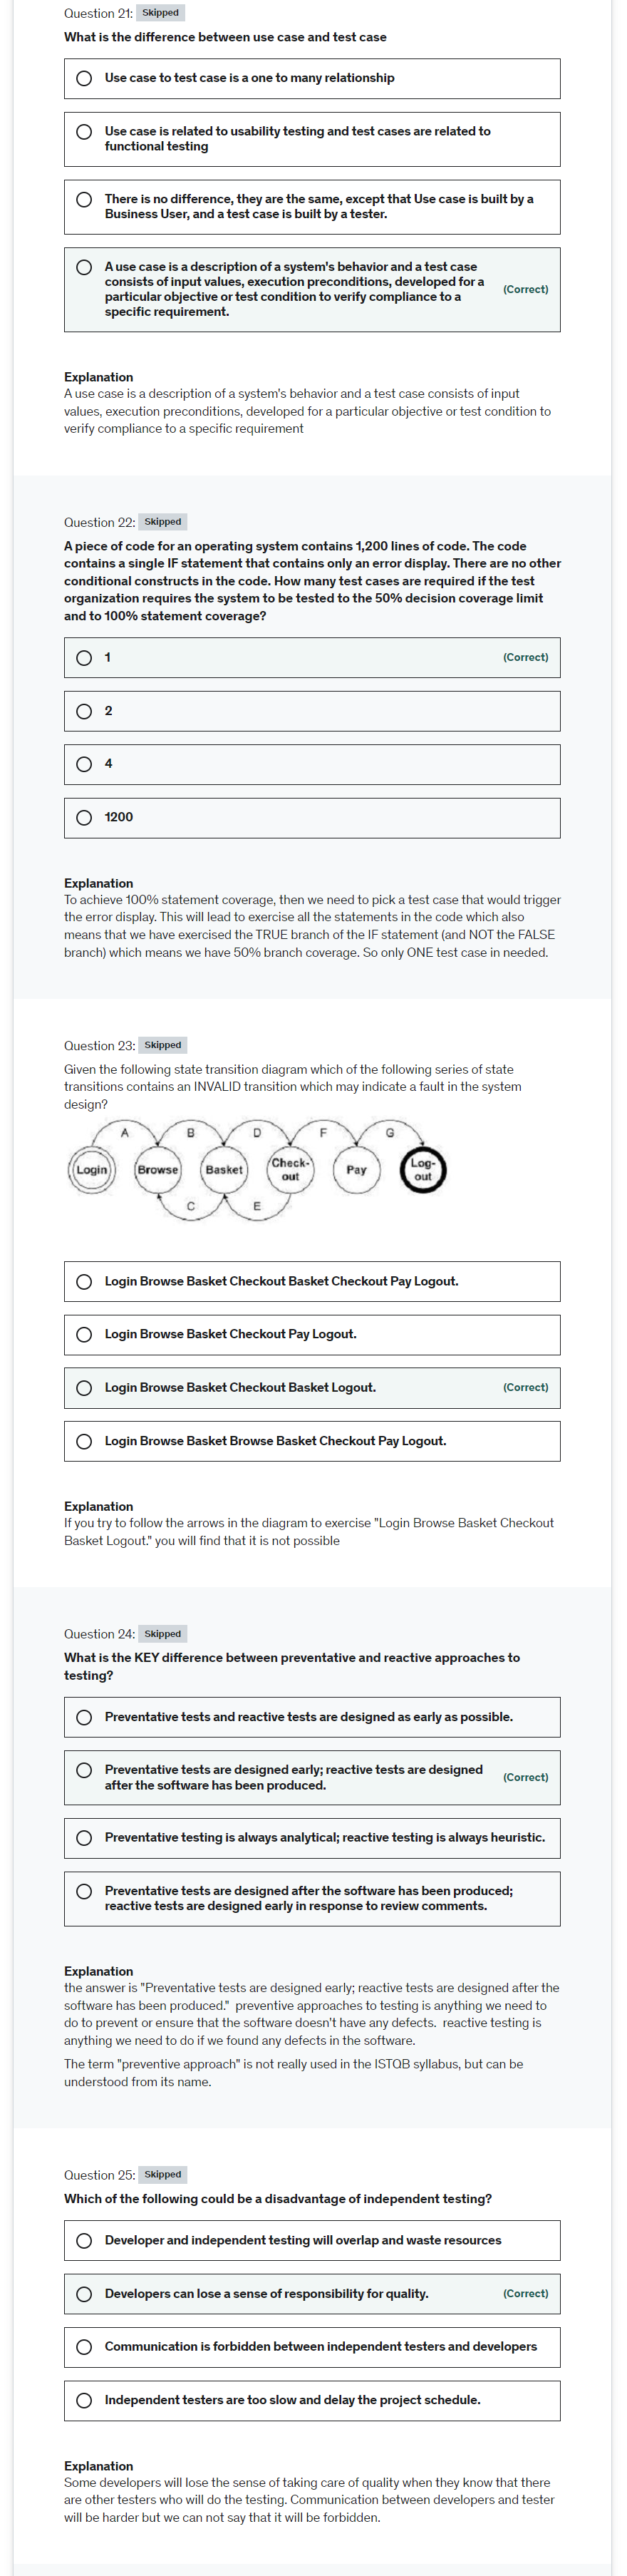 Question 21: Skipped
What is the difference between use case and test case
Use case to test case is a one to many relationship
Use case is related to usability testing and test cases are related to
functional testing
There is no difference, they are the same, except that Use case is built by a
Business User, and a test case is built by a tester.
A use case is a description of a system's behavior and a test case
consists of input values, execution preconditions, developed for a
particular objective or test condition to verify compliance to a
specific requirement.
(Correct)
Explanation
A use case is a description of a system's behavior and a test case consists of input
values, execution preconditions, developed for a particular objective or test condition to
verify compliance to a specific requirement
Question 22: Skipped
A piece of code for an operating system contains 1,200 lines of code. The code
contains a single IF statement that contains only an error display. There are no other
conditional constructs in the code. How many test cases are required if the test
organization requires the system to be tested to the 50% decision coverage limit
and to 100% statement coverage?
1 (Correct)
2
4
1200
Explanation
To achieve 100% statement coverage, then we need to pick a test case that would trigger
the error display. This will lead to exercise all the statements in the code which also
means that we have exercised the TRUE branch of the IF statement (and NOT the FALSE
branch) which means we have 50% branch coverage. So only ONE test case in needed.
Question 23: Skipped
Given the following state transition diagram which of the following series of state
transitions contains an INVALID transition which may indicate a fault in the system
design?
A B D F G
Login Browse Basket Check-out Pay Log-out
C E
Login Browse Basket Checkout Basket Checkout Pay Logout.
Login Browse Basket Checkout Pay Logout.
Login Browse Basket Checkout Basket Logout. (Correct)
Login Browse Basket Browse Basket Checkout Pay Logout.
Explanation
If you try to follow the arrows in the diagram to exercise "Login Browse Basket Checkout
Basket Logout." you will find that it is not possible
Question 24: Skipped
What is the KEY difference between preventative and reactive approaches to
testing?
Preventative tests and reactive tests are designed as early as possible.
Preventative tests are designed early; reactive tests are designed
after the software has been produced.
(Correct)
Preventative testing is always analytical; reactive testing is always heuristic.
Preventative tests are designed after the software has been produced;
reactive tests are designed early in response to review comments.
Explanation
the answer is "Preventative tests are designed early; reactive tests are designed after the
software has been produced."  preventive approaches to testing is anything we need to
do to prevent or ensure that the software doesn't have any defects.  reactive testing is
anything we need to do if we found any defects in the software.
The term "preventive approach" is not really used in the ISTQB syllabus, but can be
understood from its name.
Question 25: Skipped
Which of the following could be a disadvantage of independent testing?
Developer and independent testing will overlap and waste resources
Developers can lose a sense of responsibility for quality. (Correct)
Communication is forbidden between independent testers and developers
Independent testers are too slow and delay the project schedule.
Explanation
Some developers will lose the sense of taking care of quality when they know that there
are other testers who will do the testing. Communication between developers and tester
will be harder but we can not say that it will be forbidden.